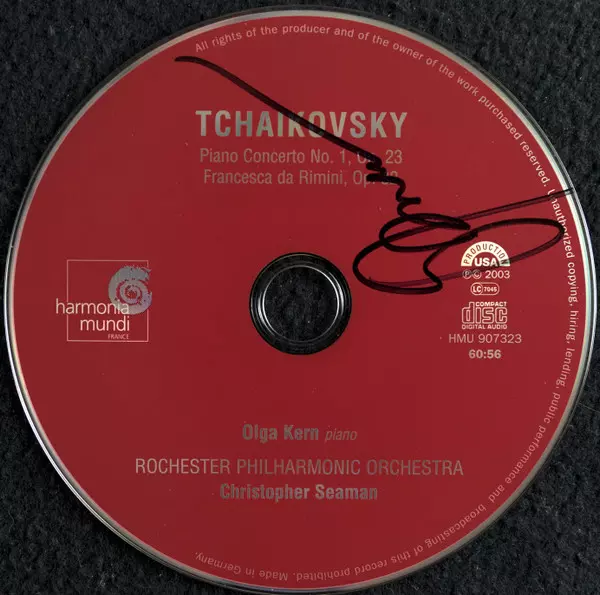 All rights of the producer and of the owner of the work purchased reserved. Unauthorized copying, hiring, lending, public performance and broadcasting of this record prohibited. Made in Germany.
TCHAIKOVSKY
Piano Concerto No. 1, Op. 23
Francesca da Rimini, Op.
harmonia
mundi
FRANCE
PRODUCTION
USA
℗ © 2003
LC 7045
COMPACT
disc
DIGITAL AUDIO
HMU 907323
60:56
Olga Kern piano
ROCHESTER PHILHARMONIC ORCHESTRA
Christopher Seaman